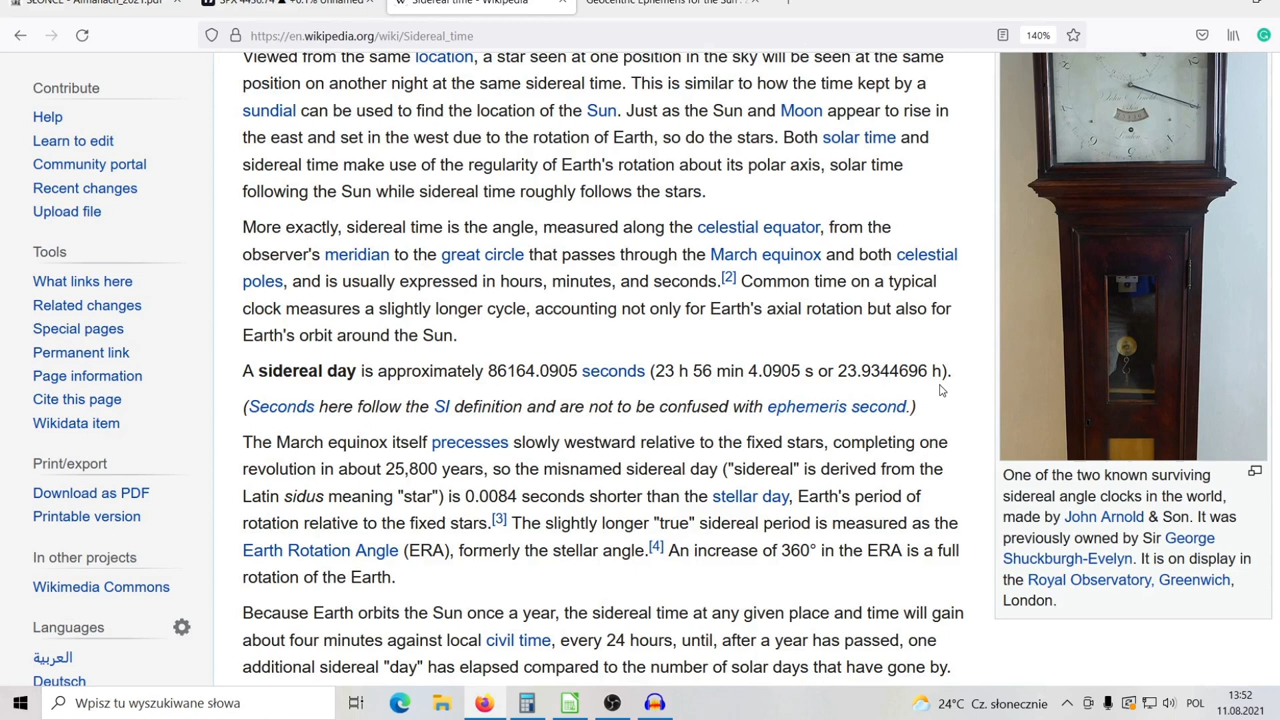 SLONCE - Almanach_2021.pdf
Sidereal time - Wikipedia
Geocentric Ephemeris for the Sun
https://en.wikipedia.org/wiki/Sidereal_time
140%
Contribute
Help
Learn to edit
Community portal
Recent changes
Upload file
Tools
What links here
Related changes
Special pages
Permanent link
Page information
Cite this page
Wikidata item
Print/export
Download as PDF
Printable version
In other projects
Wikimedia Commons
Languages
العربية
Deutsch
Viewed from the same location, a star seen at one position in the sky will be seen at the same
position on another night at the same sidereal time. This is similar to how the time kept by a
sundial can be used to find the location of the Sun. Just as the Sun and Moon appear to rise in
the east and set in the west due to the rotation of Earth, so do the stars. Both solar time and
sidereal time make use of the regularity of Earth's rotation about its polar axis, solar time
following the Sun while sidereal time roughly follows the stars.
More exactly, sidereal time is the angle, measured along the celestial equator, from the
observer's meridian to the great circle that passes through the March equinox and both celestial
poles, and is usually expressed in hours, minutes, and seconds.[2] Common time on a typical
clock measures a slightly longer cycle, accounting not only for Earth's axial rotation but also for
Earth's orbit around the Sun.
A sidereal day is approximately 86164.0905 seconds (23 h 56 min 4.0905 s or 23.9344696 h).
(Seconds here follow the SI definition and are not to be confused with ephemeris second.)
The March equinox itself precesses slowly westward relative to the fixed stars, completing one
revolution in about 25,800 years, so the misnamed sidereal day ("sidereal" is derived from the
Latin sidus meaning "star") is 0.0084 seconds shorter than the stellar day, Earth's period of
rotation relative to the fixed stars.[3] The slightly longer "true" sidereal period is measured as the
Earth Rotation Angle (ERA), formerly the stellar angle.[4] An increase of 360° in the ERA is a full
rotation of the Earth.
Because Earth orbits the Sun once a year, the sidereal time at any given place and time will gain
about four minutes against local civil time, every 24 hours, until, after a year has passed, one
additional sidereal "day" has elapsed compared to the number of solar days that have gone by.
One of the two known surviving
sidereal angle clocks in the world,
made by John Arnold & Son. It was
previously owned by Sir George
Shuckburgh-Evelyn. It is on display in
the Royal Observatory, Greenwich,
London.
Wpisz tu wyszukiwane słowo
24°C Cz. słonecznie
POL
13:52
11.08.2021